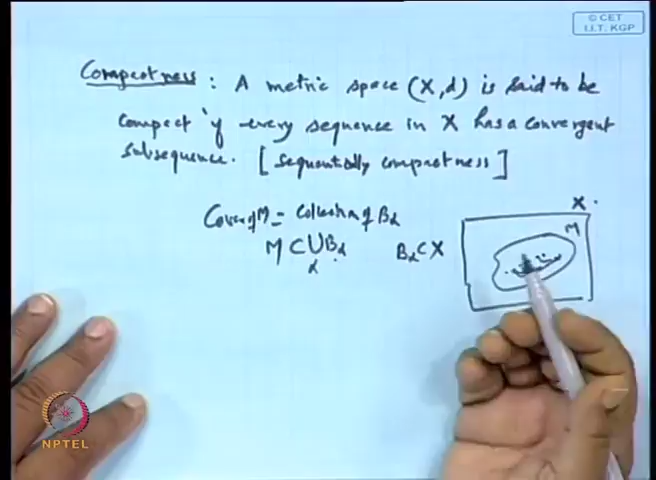 © CET
I.I.T. KGP
Compactness : A metric space (X,d) is said to be
compact if every sequence in X has a convergent
subsequence. [sequentially compactness]
Cover of M = Collection of Bα
M ⊂ ∪ Bα
α
Bα ⊂ X
X
M
NPTEL